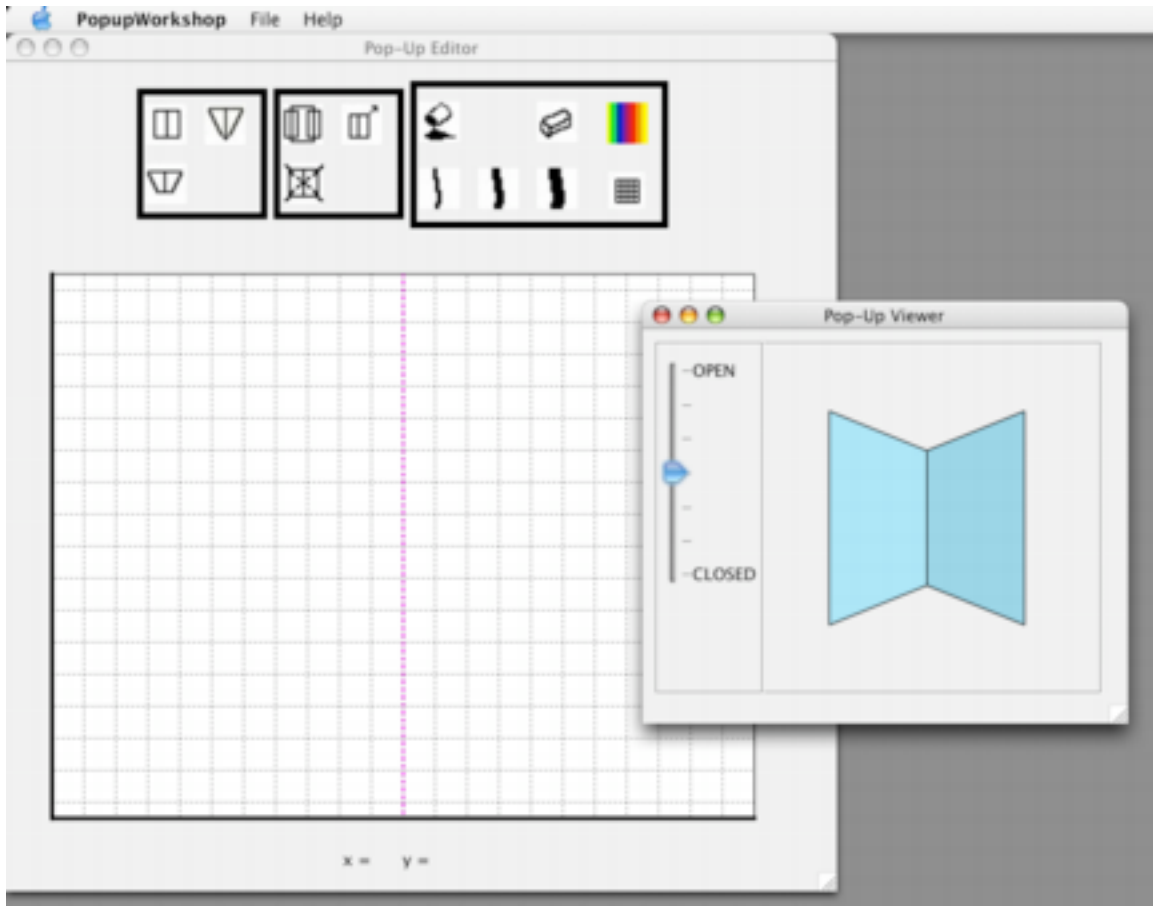 PopupWorkshop File Help
Pop-Up Editor
Pop-Up Viewer
OPEN
CLOSED
x = y =